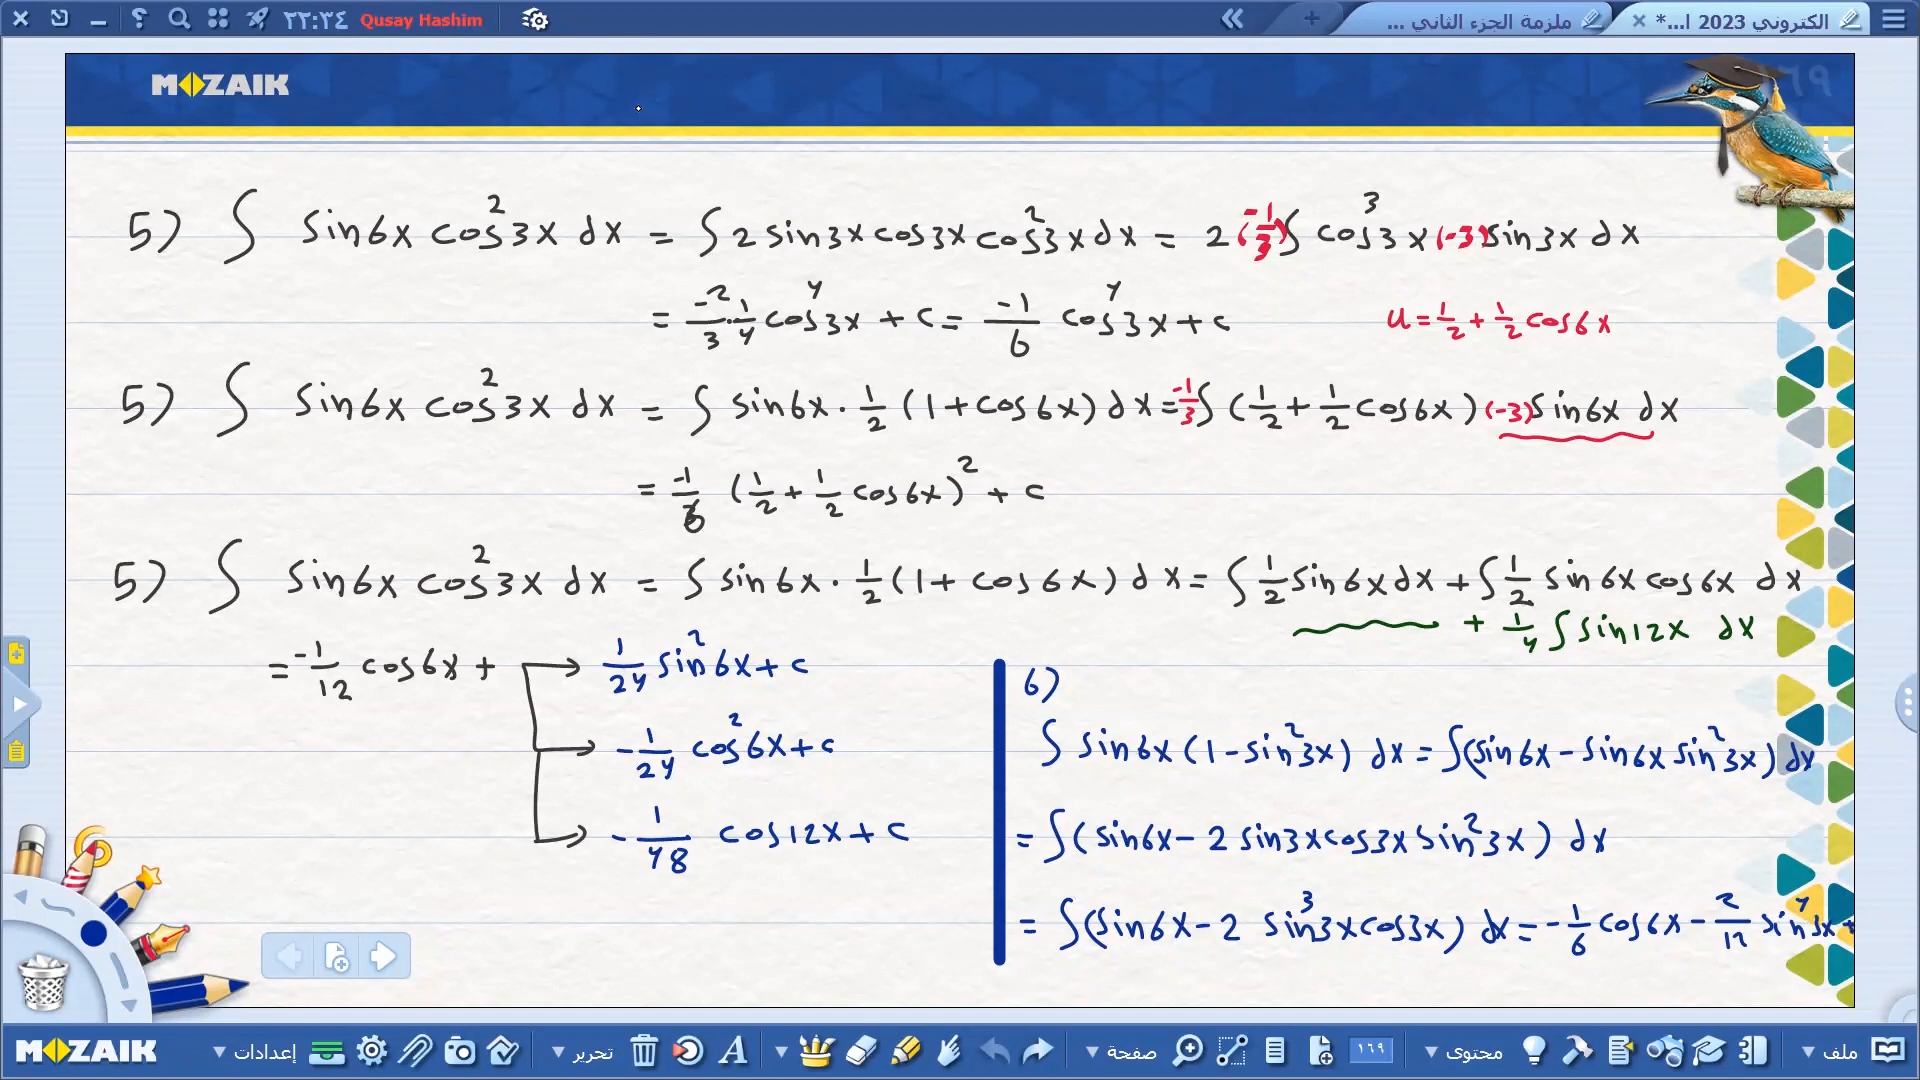 ٢٢:٣٤ Qusay Hashim
ملزمة الجزء الثاني ...
الكتروني 2023 ا...*
MOZAIK
١٦٩
5) ∫ sin6x cos²3x dx = ∫ 2 sin3x cos3x cos²3x dx = 2 (-1/3) ∫ cos³3x (-3) sin3x dx
= -2/3 · 1/4 cos⁴3x + c = -1/6 cos⁴3x + c
u = 1/2 + 1/2 cos6x
5) ∫ sin6x cos²3x dx = ∫ sin6x · 1/2 (1+cos6x) dx = -1/3 ∫ (1/2 + 1/2 cos6x) (-3) sin6x dx
= -1/6 (1/2 + 1/2 cos6x)² + c
5) ∫ sin6x cos²3x dx = ∫ sin6x · 1/2 (1+cos6x) dx = ∫ 1/2 sin6x dx + ∫ 1/2 sin6x cos6x dx
+ 1/4 ∫ sin12x dx
= -1/12 cos6x + → 1/24 sin²6x + c
→ -1/24 cos²6x + c
→ -1/48 cos12x + c
6)
∫ sin6x (1 - sin²3x) dx = ∫ (sin6x - sin6x sin²3x) dx
= ∫ (sin6x - 2 sin3x cos3x sin²3x) dx
= ∫ (sin6x - 2 sin³3x cos3x) dx = -1/6 cos6x - 2/12 sin⁴3x +
MOZAIK
إعدادات
تحرير
صفحة
١٦٩
محتوى
ملف